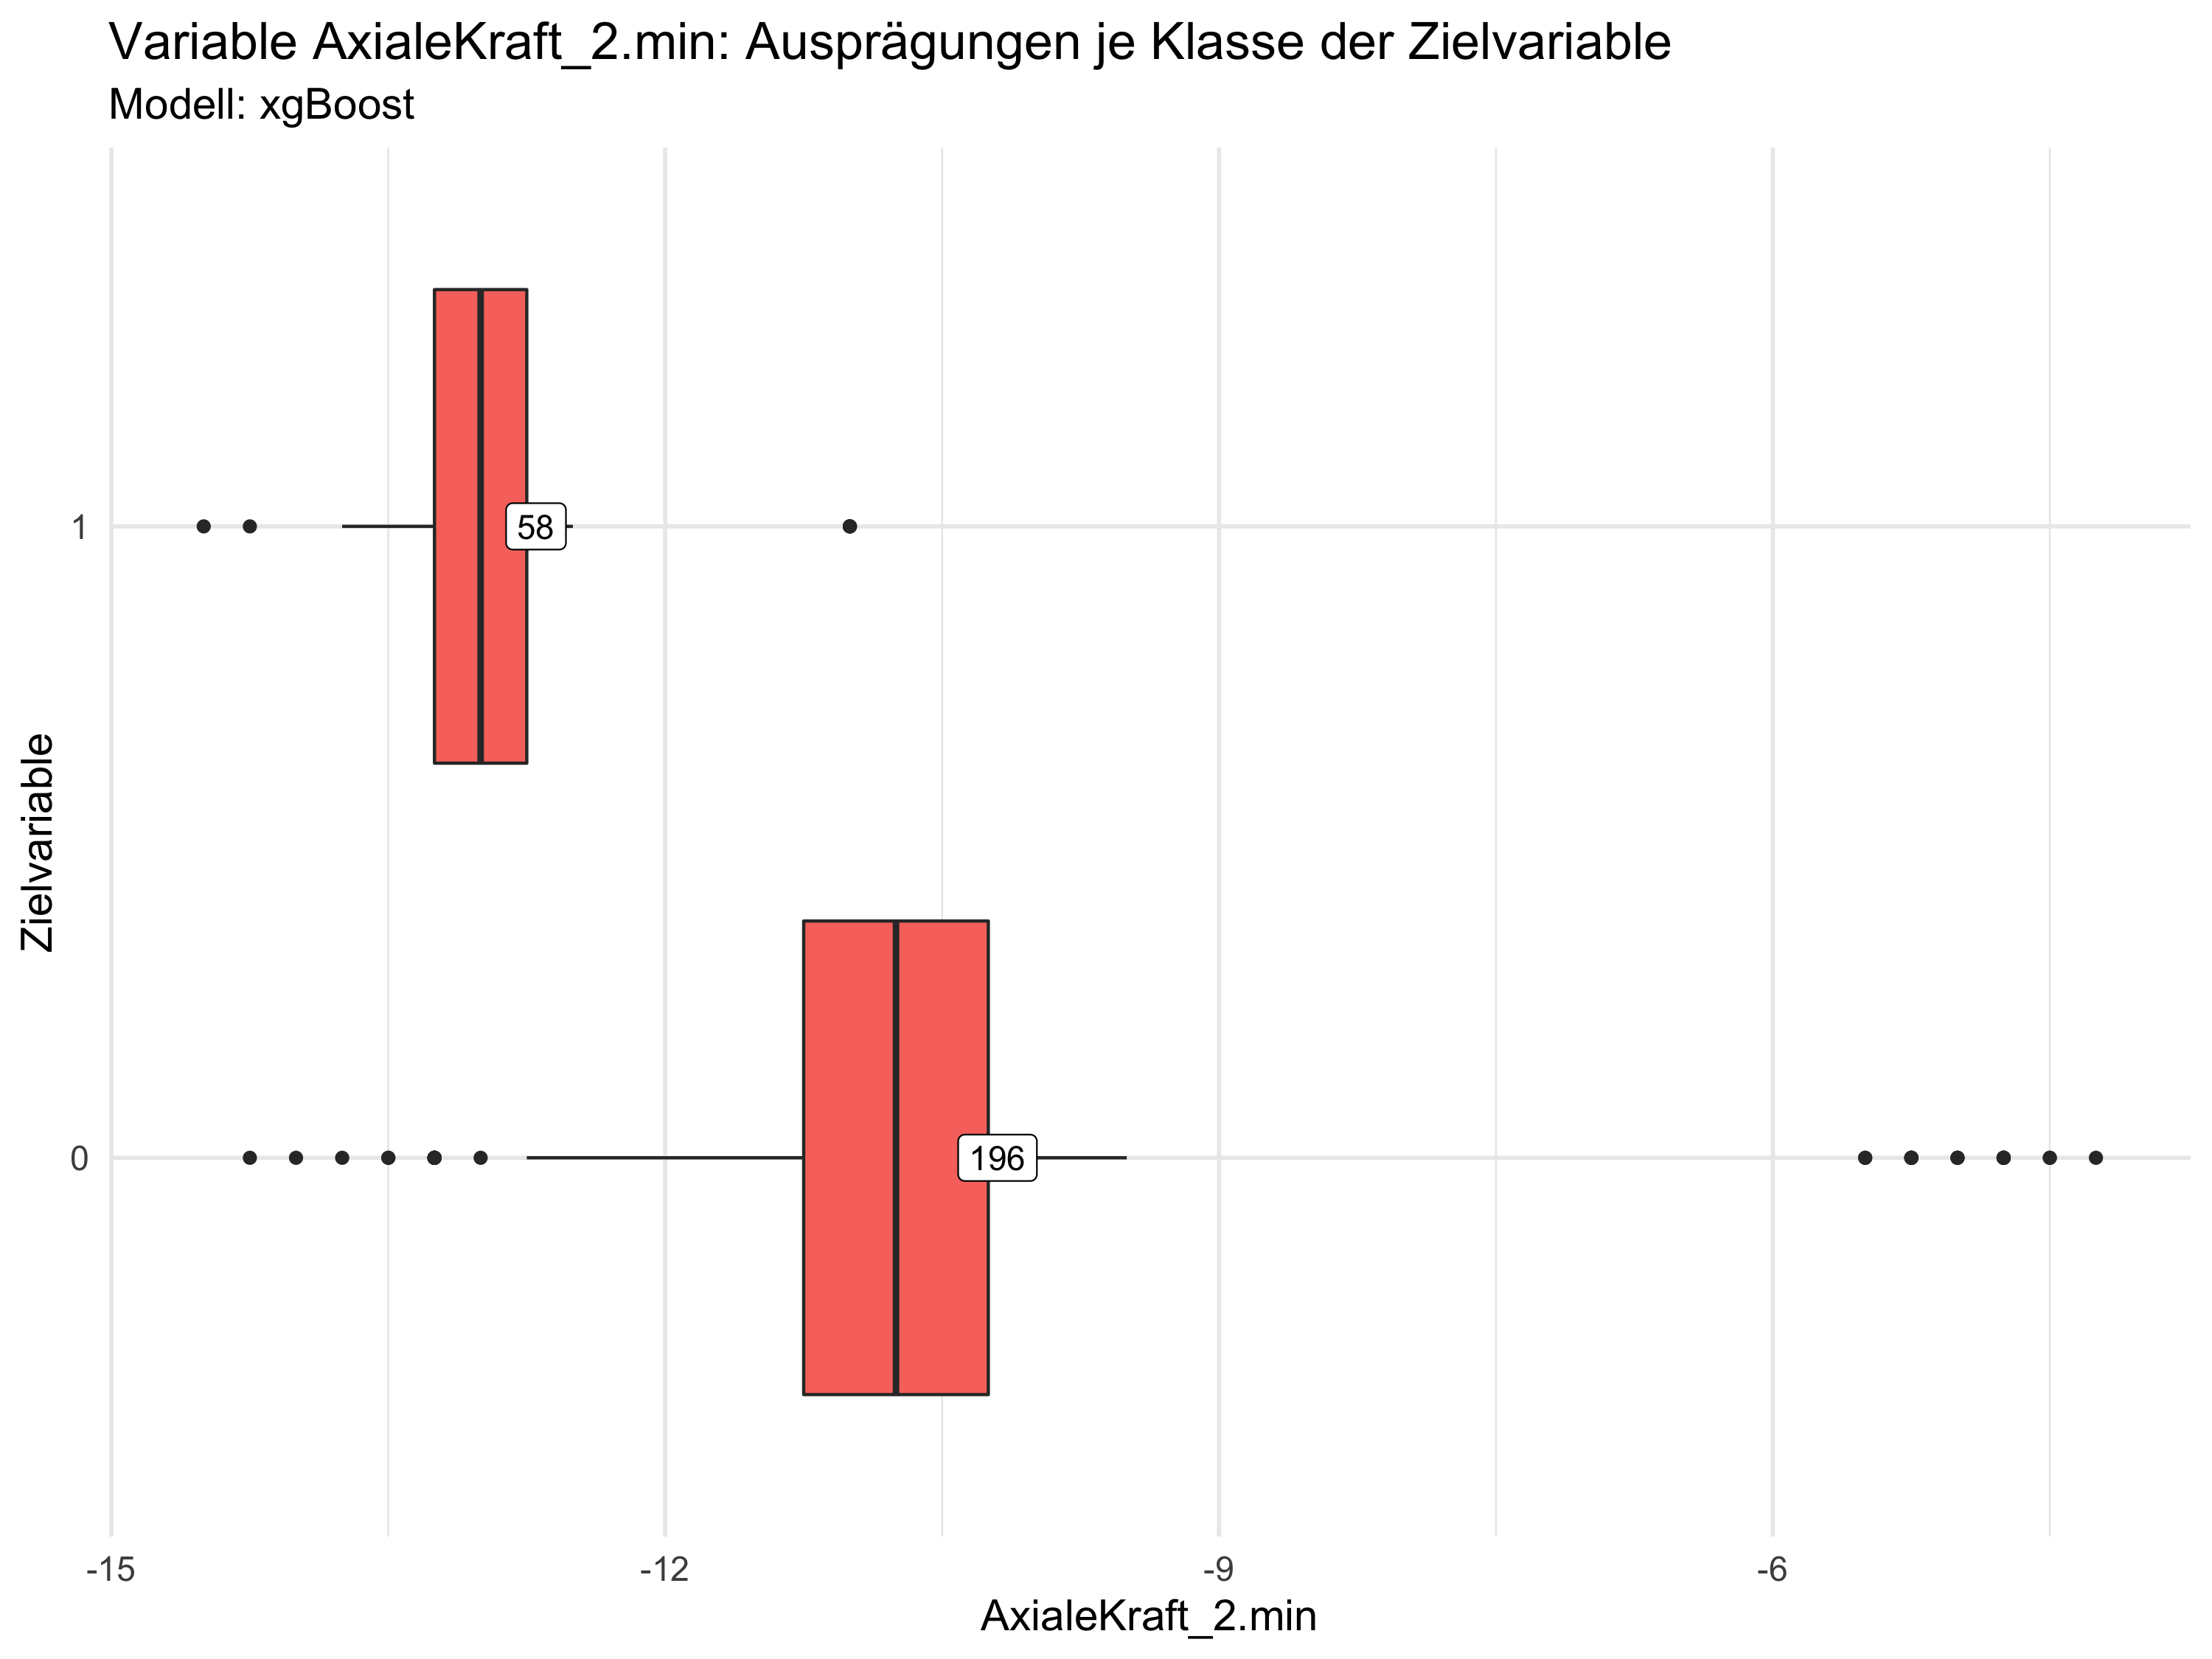 Variable AxialeKraft_2.min: Ausprägungen je Klasse der Zielvariable
Modell: xgBoost
Zielvariable
1
58
0
196
-15
-12
-9
-6
AxialeKraft_2.min